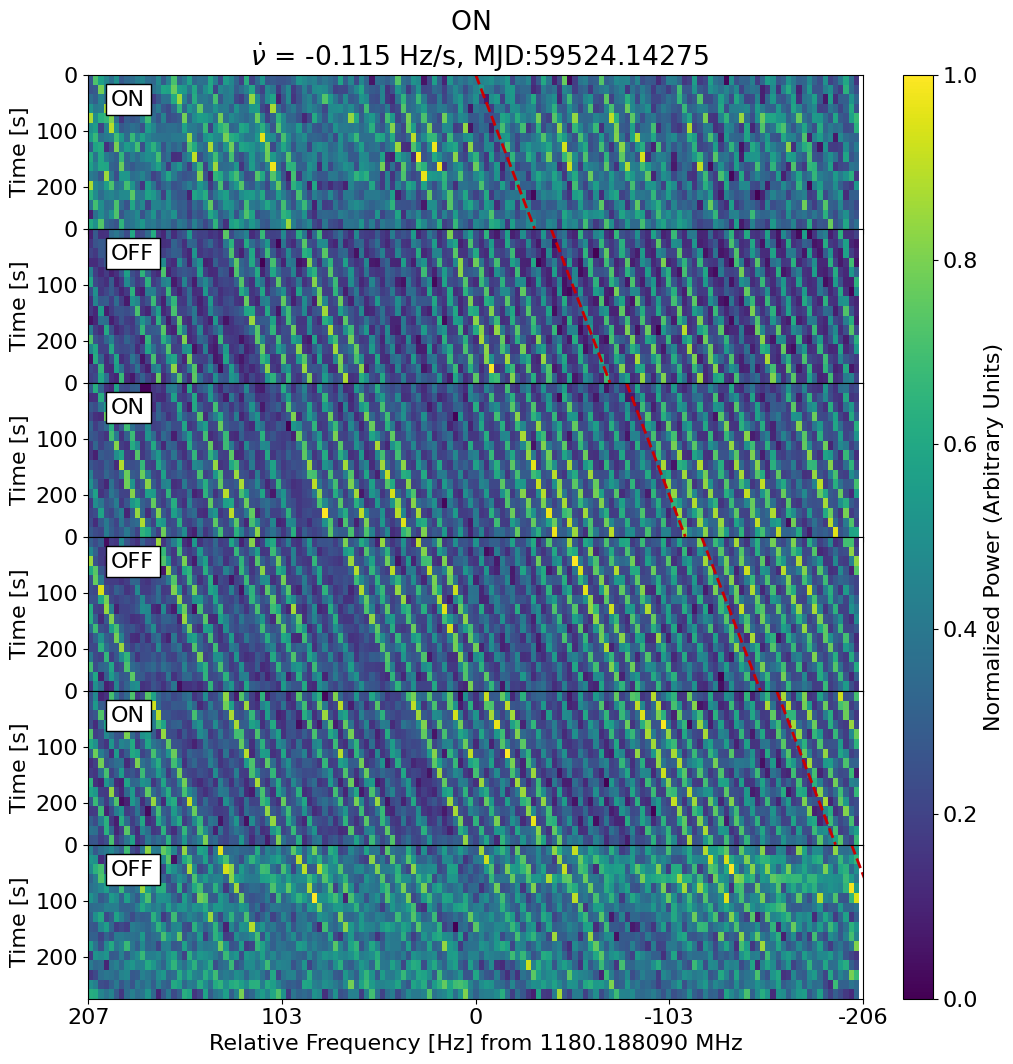 ON
ν̇ = -0.115 Hz/s, MJD:59524.14275
0
ON
100
200
Time [s]
0
OFF
100
200
Time [s]
0
ON
100
200
Time [s]
0
OFF
100
200
Time [s]
0
ON
100
200
Time [s]
0
OFF
100
200
Time [s]
207 103 0 -103 -206
Relative Frequency [Hz] from 1180.188090 MHz
1.0
0.8
0.6
0.4
0.2
0.0
Normalized Power (Arbitrary Units)